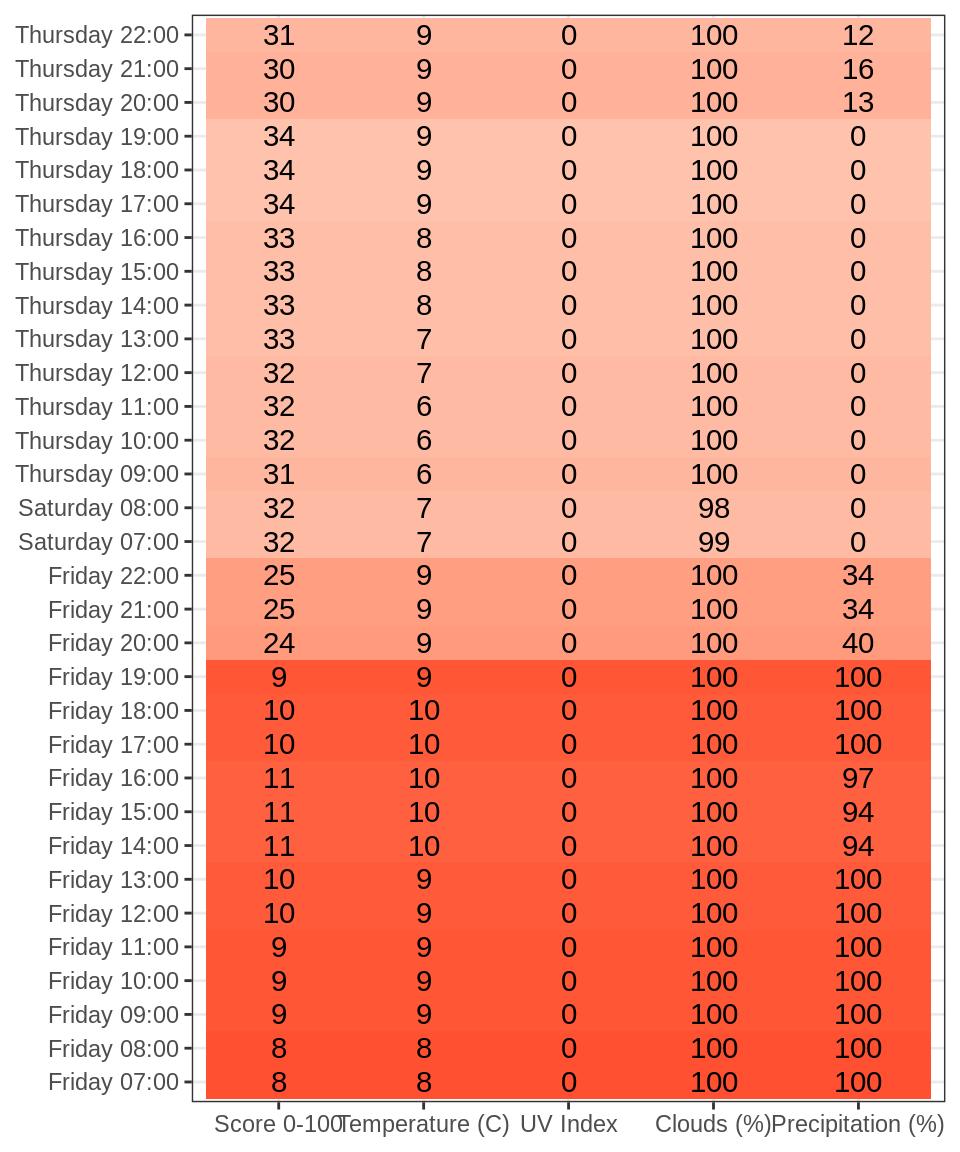 Thursday 22:00 31 9 0 100 12
Thursday 21:00 30 9 0 100 16
Thursday 20:00 30 9 0 100 13
Thursday 19:00 34 9 0 100 0
Thursday 18:00 34 9 0 100 0
Thursday 17:00 34 9 0 100 0
Thursday 16:00 33 8 0 100 0
Thursday 15:00 33 8 0 100 0
Thursday 14:00 33 8 0 100 0
Thursday 13:00 33 7 0 100 0
Thursday 12:00 32 7 0 100 0
Thursday 11:00 32 6 0 100 0
Thursday 10:00 32 6 0 100 0
Thursday 09:00 31 6 0 100 0
Saturday 08:00 32 7 0 98 0
Saturday 07:00 32 7 0 99 0
Friday 22:00 25 9 0 100 34
Friday 21:00 25 9 0 100 34
Friday 20:00 24 9 0 100 40
Friday 19:00 9 9 0 100 100
Friday 18:00 10 10 0 100 100
Friday 17:00 10 10 0 100 100
Friday 16:00 11 10 0 100 97
Friday 15:00 11 10 0 100 94
Friday 14:00 11 10 0 100 94
Friday 13:00 10 9 0 100 100
Friday 12:00 10 9 0 100 100
Friday 11:00 9 9 0 100 100
Friday 10:00 9 9 0 100 100
Friday 09:00 9 9 0 100 100
Friday 08:00 8 8 0 100 100
Friday 07:00 8 8 0 100 100
Score 0-100 Temperature (C) UV Index Clouds (%) Precipitation (%)